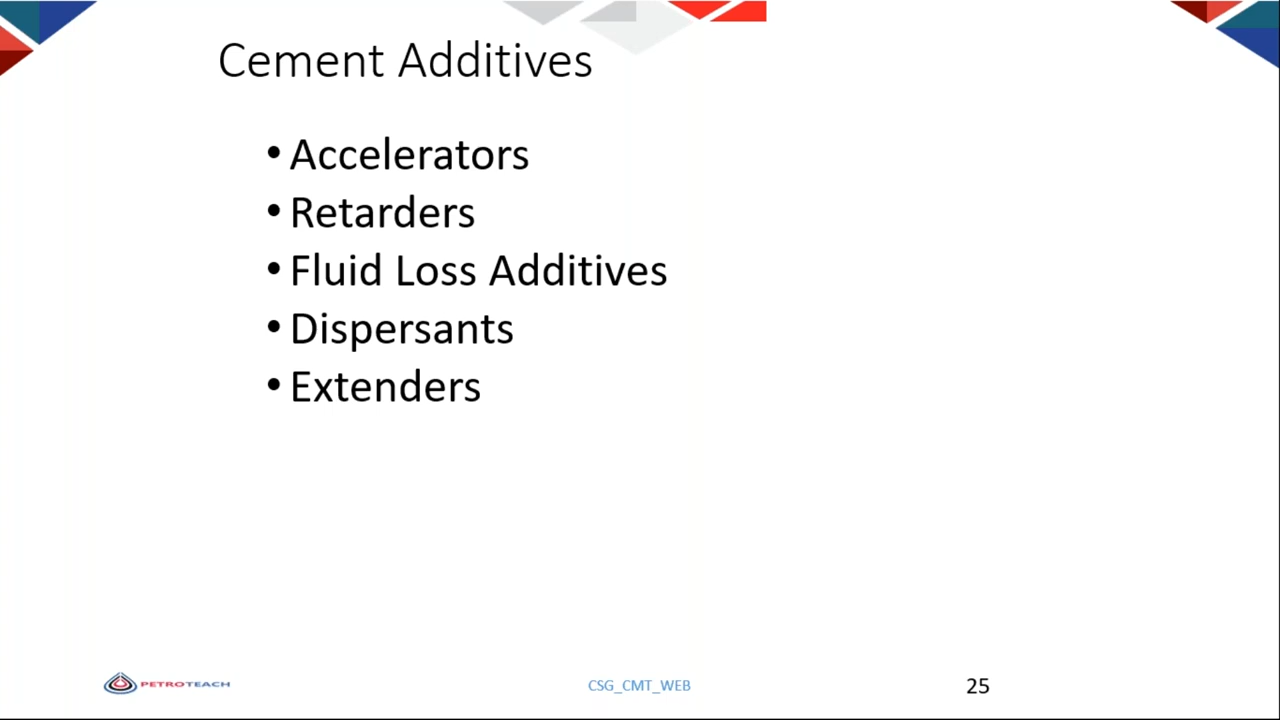 Cement Additives
• Accelerators
• Retarders
• Fluid Loss Additives
• Dispersants
• Extenders
PETROTEACH
CSG_CMT_WEB
25